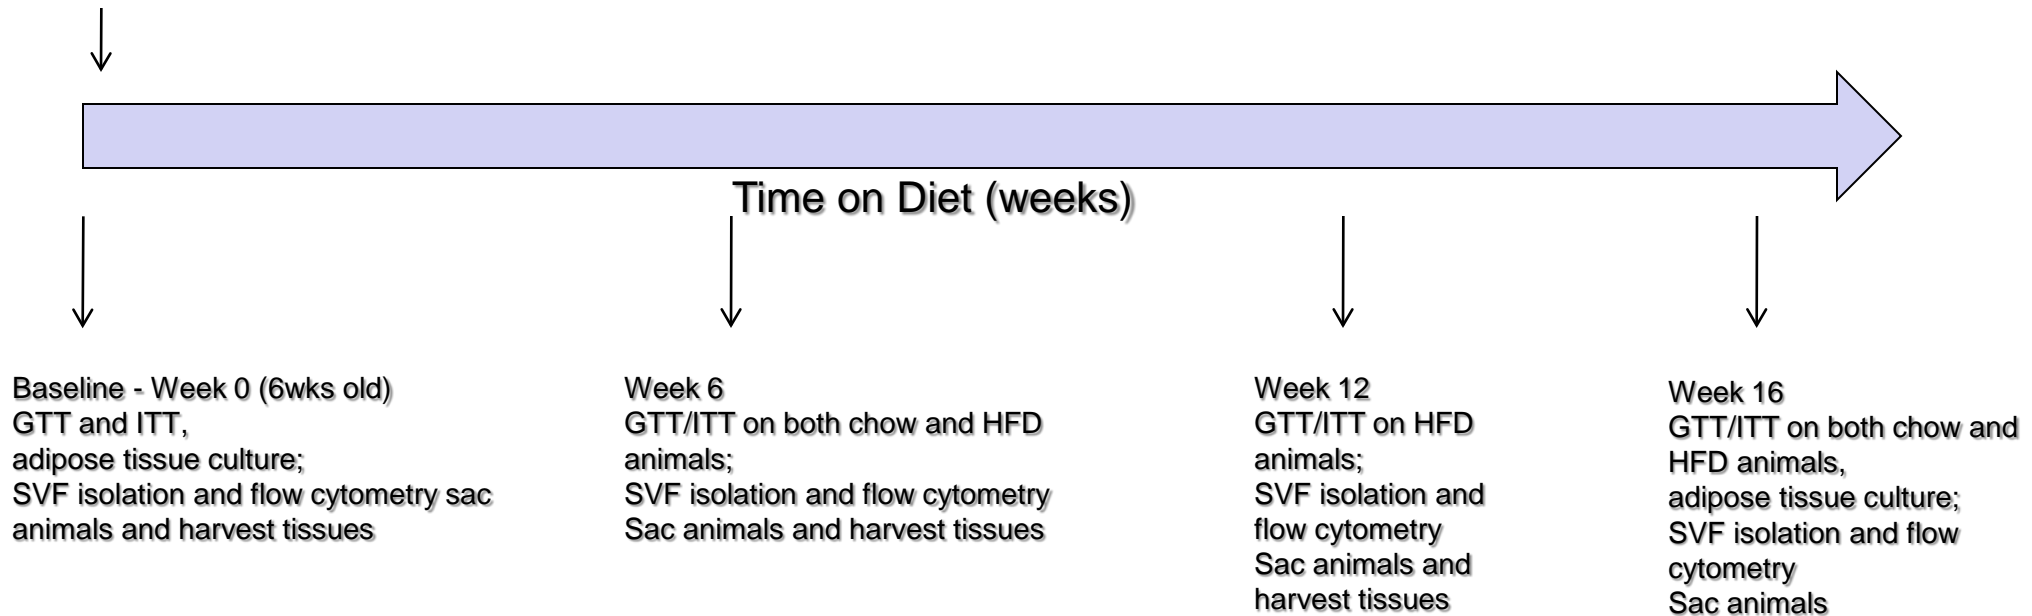 Time on Diet (weeks)
Baseline - Week 0 (6wks old)
GTT and ITT,
adipose tissue culture;
SVF isolation and flow cytometry sac
animals and harvest tissues
Week 6
GTT/ITT on both chow and HFD
animals;
SVF isolation and flow cytometry
Sac animals and harvest tissues
Week 12
GTT/ITT on HFD
animals;
SVF isolation and
flow cytometry
Sac animals and
harvest tissues
Week 16
GTT/ITT on both chow and
HFD animals,
adipose tissue culture;
SVF isolation and flow
cytometry
Sac animals